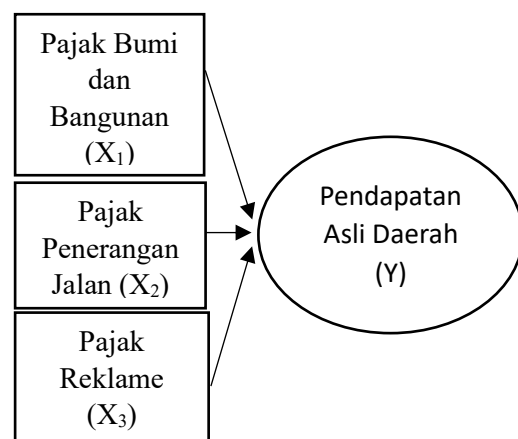 Pajak Bumi
dan
Bangunan
(X₁)
Pajak
Penerangan
Jalan (X₂)
Pajak
Reklame
(X₃)
Pendapatan
Asli Daerah
(Y)